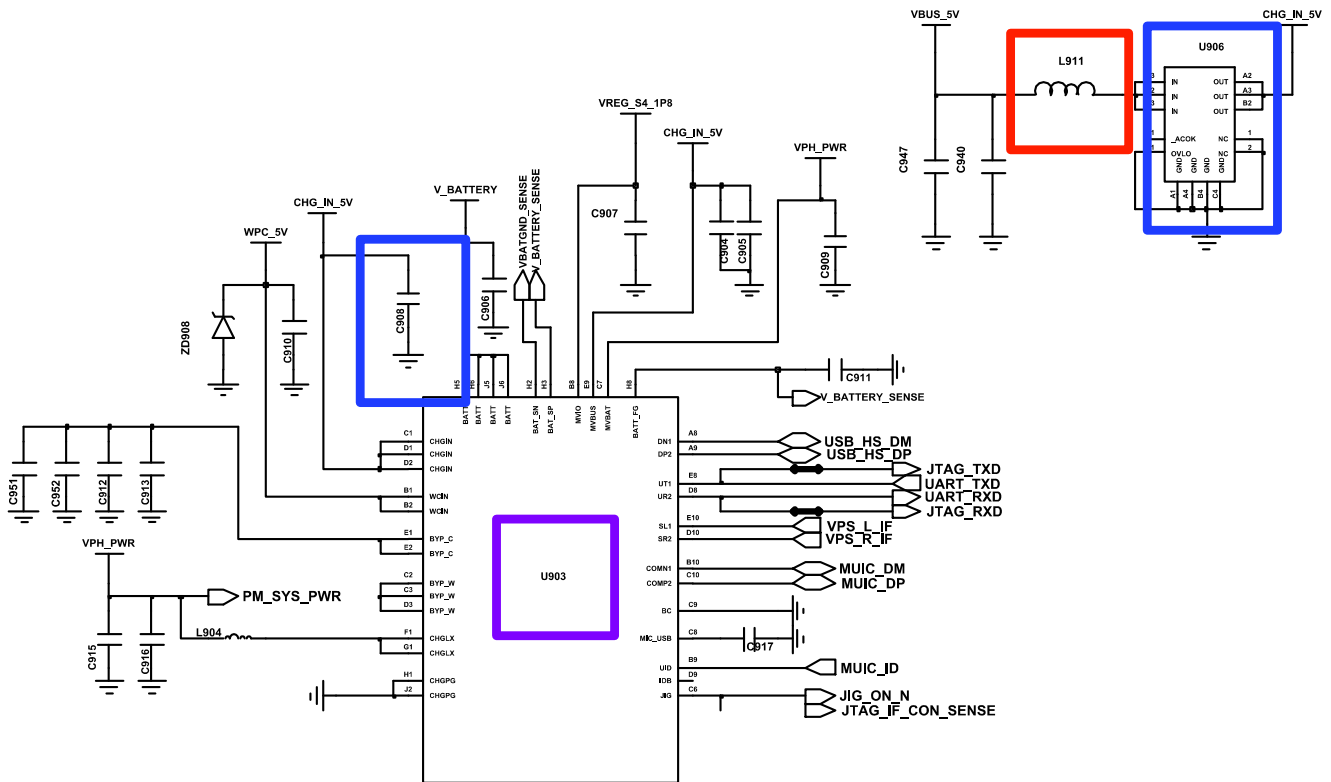 VBUS_5V
CHG_IN_5V
L911
U906
IN
IN
IN
_ACOK
OVLO
GND
GND
GND
GND
OUT
OUT
OUT
NC
NC
3
2
3
1
1
A2
A3
B2
1
2
A1
A4
B4
C4
C947
C940
VREG_S4_1P8
CHG_IN_5V
VPH_PWR
C907
C904
C905
C909
V_BATTERY
VBATGND_SENSE
V_BATTERY_SENSE
CHG_IN_5V
WPC_5V
ZD908
C910
C908
C906
C911
V_BATTERY_SENSE
H5
H6
J5
J6
H2
H3
B8
E9
C7
H8
BATT
BATT
BATT
BATT
BAT_SN
BAT_SP
MVIO
MVBUS
MVBAT
BATT_FG
C1 CHGIN
D1 CHGIN
D2 CHGIN
B1 WCIN
B2 WCIN
E1 BYP_C
E2 BYP_C
C2 BYP_W
C3 BYP_W
D3 BYP_W
F1 CHGLX
G1 CHGLX
H1 CHGPG
J2 CHGPG
C951
C952
C912
C913
VPH_PWR
PM_SYS_PWR
L904
C915
C916
U903
DN1 A8 USB_HS_DM
DP2 A9 USB_HS_DP
JTAG_TXD
UT1 E8 UART_TXD
UR2 D8 UART_RXD
JTAG_RXD
SL1 E10 VPS_L_IF
SR2 D10 VPS_R_IF
COMN1 B10 MUIC_DM
COMP2 C10 MUIC_DP
BC C9
MIC_USB C8 C917
UID B9 MUIC_ID
IDB D9
JIG C6 JIG_ON_N
JTAG_IF_CON_SENSE